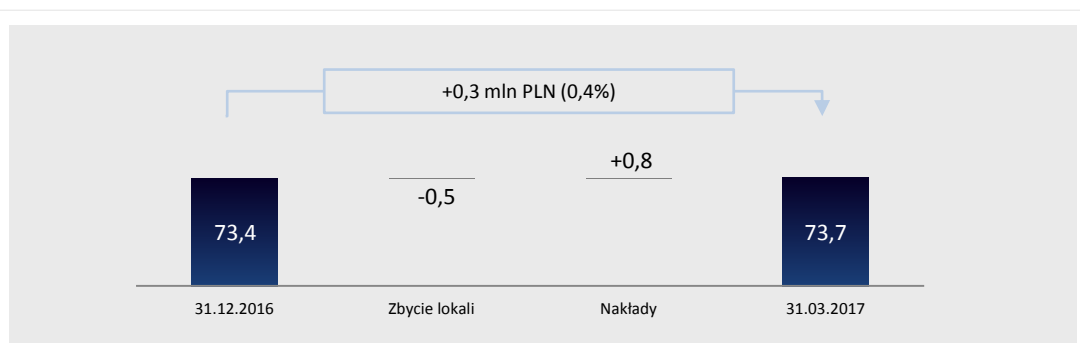 +0,3 mln PLN (0,4%)
+0,8
-0,5
73,4
73,7
31.12.2016
Zbycie lokali
Nakłady
31.03.2017